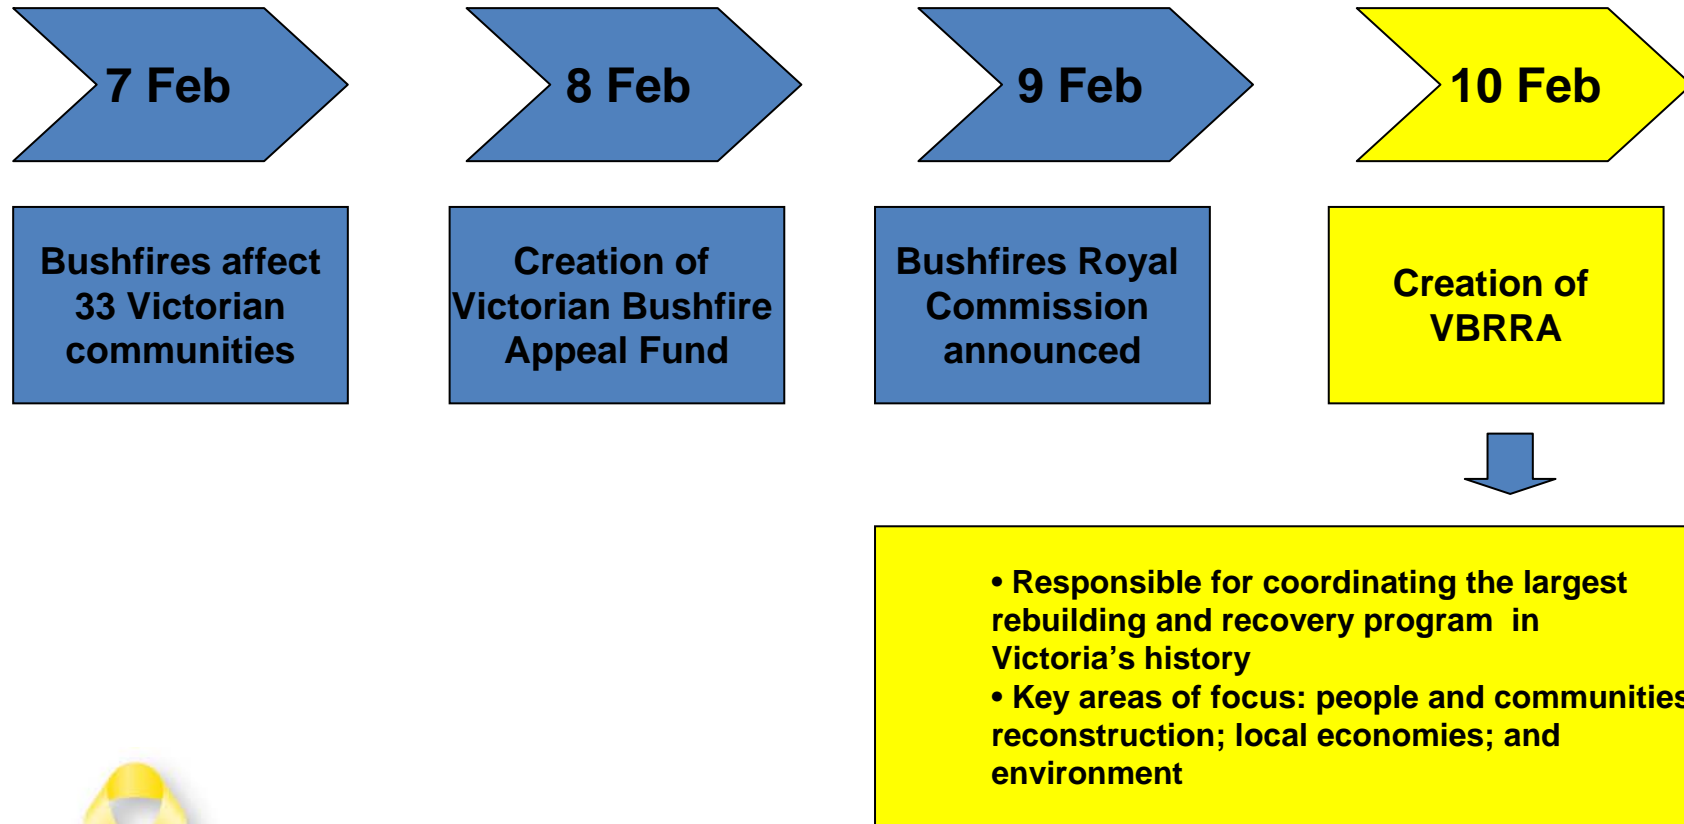 7 Feb
8 Feb
9 Feb
10 Feb
Bushfires affect
33 Victorian
communities
Creation of
Victorian Bushfire
Appeal Fund
Bushfires Royal
Commission
announced
Creation of
VBRRA
• Responsible for coordinating the largest
rebuilding and recovery program in
Victoria’s history
• Key areas of focus: people and communities
reconstruction; local economies; and
environment